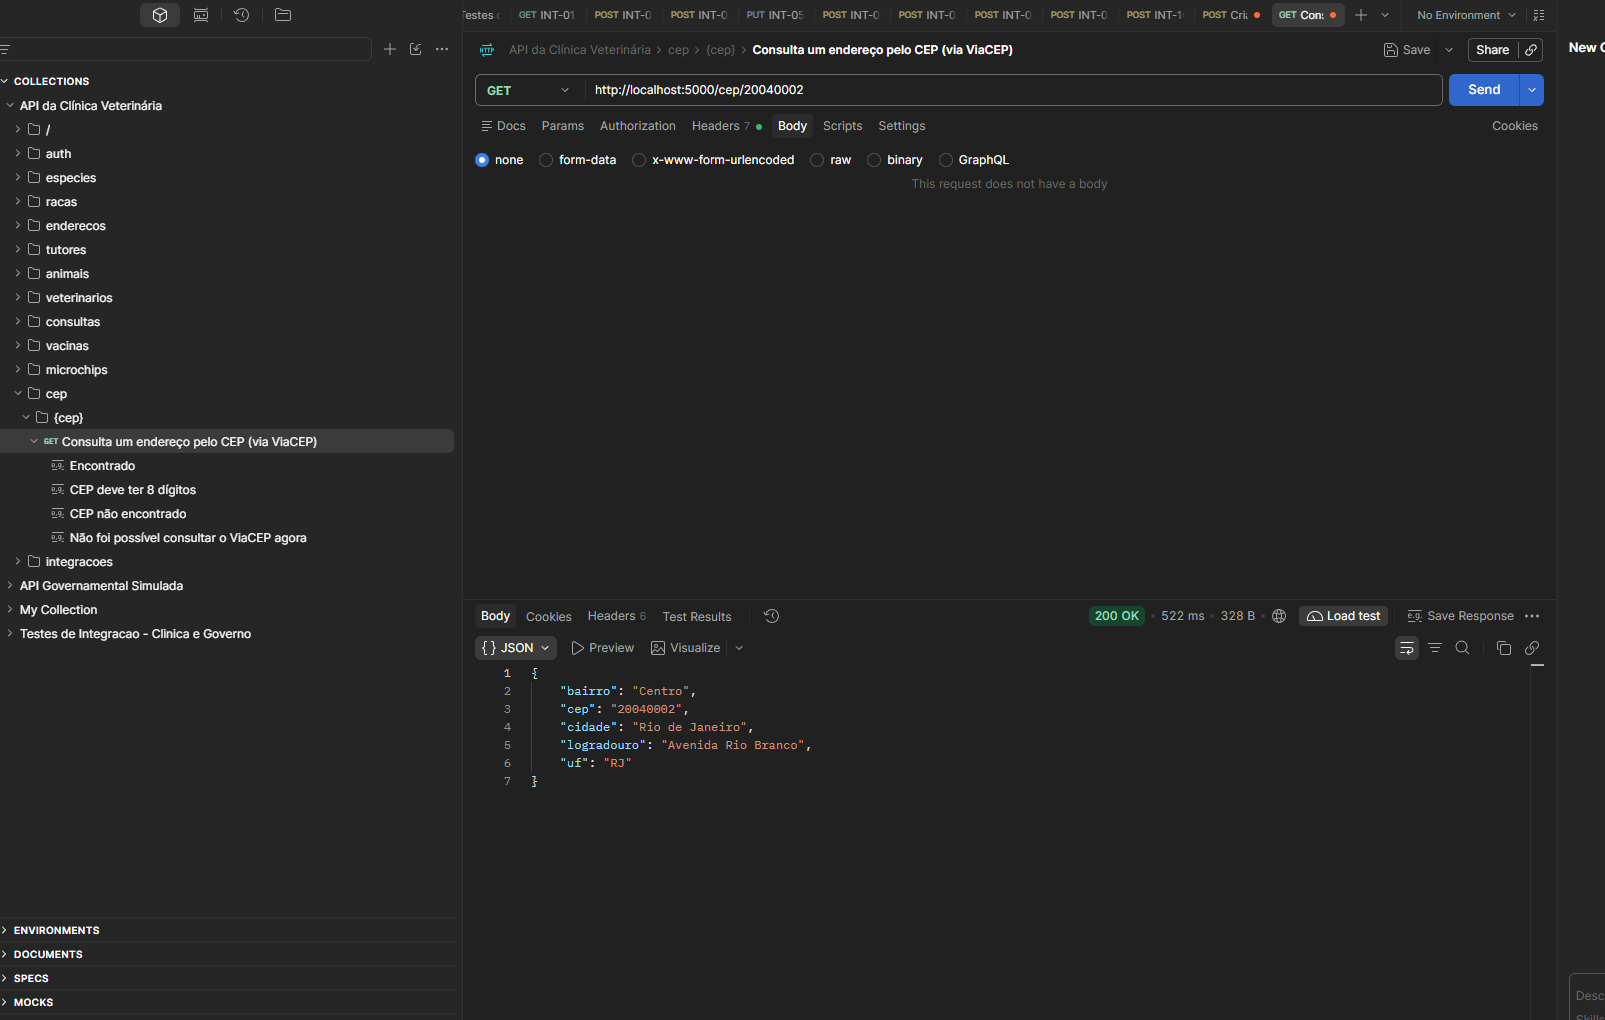 Testes GET INT-01 POST INT-0 POST INT-0 PUT INT-05 POST INT-0 POST INT-0 POST INT-0 POST INT-0 POST INT-1 POST Cri GET Con No Environment
API da Clínica Veterinária > cep > {cep} > Consulta um endereço pelo CEP (via ViaCEP) Save Share
New
COLLECTIONS
API da Clínica Veterinária
/
auth
especies
racas
enderecos
tutores
animais
veterinarios
consultas
vacinas
microchips
cep
{cep}
GET Consulta um endereço pelo CEP (via ViaCEP)
e.g. Encontrado
e.g. CEP deve ter 8 dígitos
e.g. CEP não encontrado
e.g. Não foi possível consultar o ViaCEP agora
integracoes
API Governamental Simulada
My Collection
Testes de Integracao - Clinica e Governo
ENVIRONMENTS
DOCUMENTS
SPECS
MOCKS
HTTP
GET http://localhost:5000/cep/20040002 Send
Docs Params Authorization Headers 7 Body Scripts Settings Cookies
none form-data x-www-form-urlencoded raw binary GraphQL
This request does not have a body
Body Cookies Headers 6 Test Results 200 OK • 522 ms • 328 B Load test e.g. Save Response
{} JSON Preview Visualize
1 {
2 "bairro": "Centro",
3 "cep": "20040002",
4 "cidade": "Rio de Janeiro",
5 "logradouro": "Avenida Rio Branco",
6 "uf": "RJ"
7 }
Desc